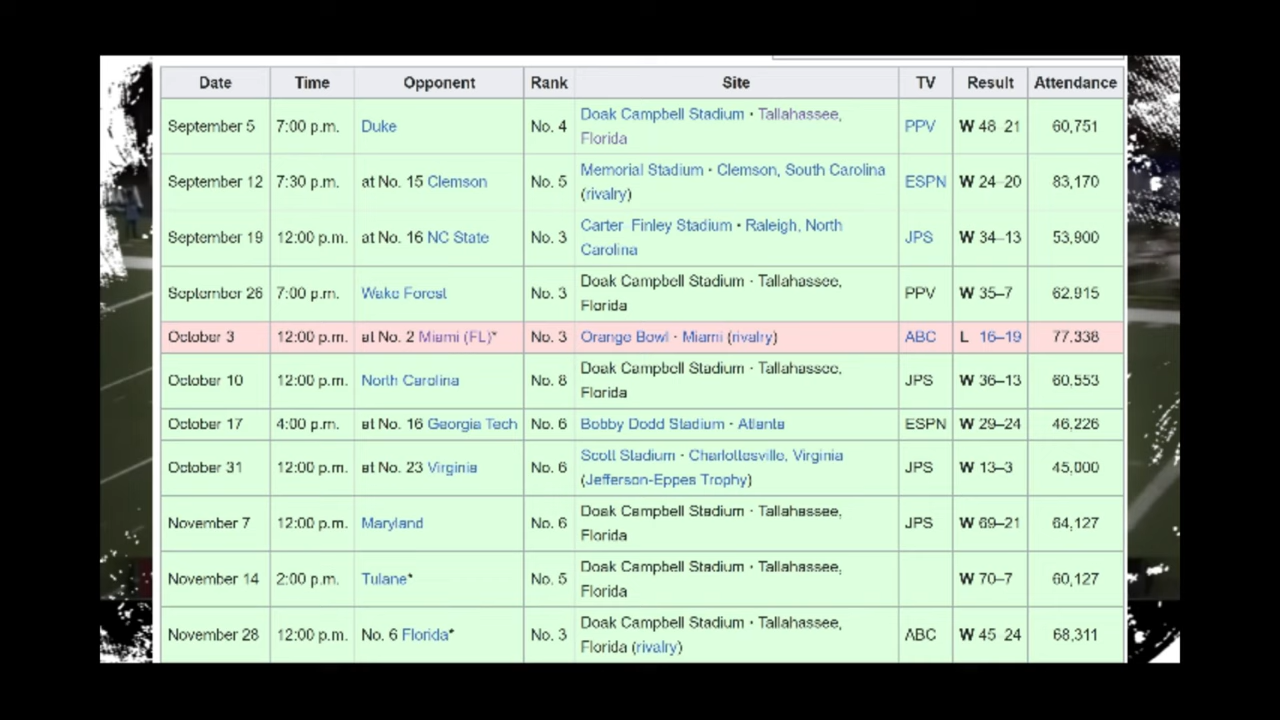 Date Time Opponent Rank Site TV Result Attendance
September 5 7:00 p.m. Duke No. 4 Doak Campbell Stadium • Tallahassee, Florida PPV W 48 21 60,751
September 12 7:30 p.m. at No. 15 Clemson No. 5 Memorial Stadium • Clemson, South Carolina (rivalry) ESPN W 24–20 83,170
September 19 12:00 p.m. at No. 16 NC State No. 3 Carter Finley Stadium • Raleigh, North Carolina JPS W 34–13 53,900
September 26 7:00 p.m. Wake Forest No. 3 Doak Campbell Stadium • Tallahassee, Florida PPV W 35–7 62,915
October 3 12:00 p.m. at No. 2 Miami (FL)* No. 3 Orange Bowl • Miami (rivalry) ABC L 16–19 77,338
October 10 12:00 p.m. North Carolina No. 8 Doak Campbell Stadium • Tallahassee, Florida JPS W 36–13 60,553
October 17 4:00 p.m. at No. 16 Georgia Tech No. 6 Bobby Dodd Stadium • Atlanta ESPN W 29–24 46,226
October 31 12:00 p.m. at No. 23 Virginia No. 6 Scott Stadium • Charlottesville, Virginia (Jefferson-Eppes Trophy) JPS W 13–3 45,000
November 7 12:00 p.m. Maryland No. 6 Doak Campbell Stadium • Tallahassee, Florida JPS W 69–21 64,127
November 14 2:00 p.m. Tulane* No. 5 Doak Campbell Stadium • Tallahassee, Florida W 70–7 60,127
November 28 12:00 p.m. No. 6 Florida* No. 3 Doak Campbell Stadium • Tallahassee, Florida (rivalry) ABC W 45 24 68,311